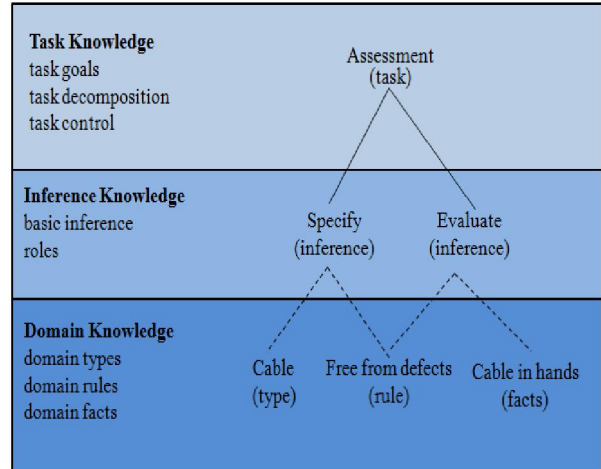 Task Knowledge
task goals
task decomposition
task control
Assessment
(task)
Inference Knowledge
basic inference
roles
Specify
(inference)
Evaluate
(inference)
Domain Knowledge
domain types
domain rules
domain facts
Cable
(type)
Free from defects
(rule)
Cable in hands
(facts)